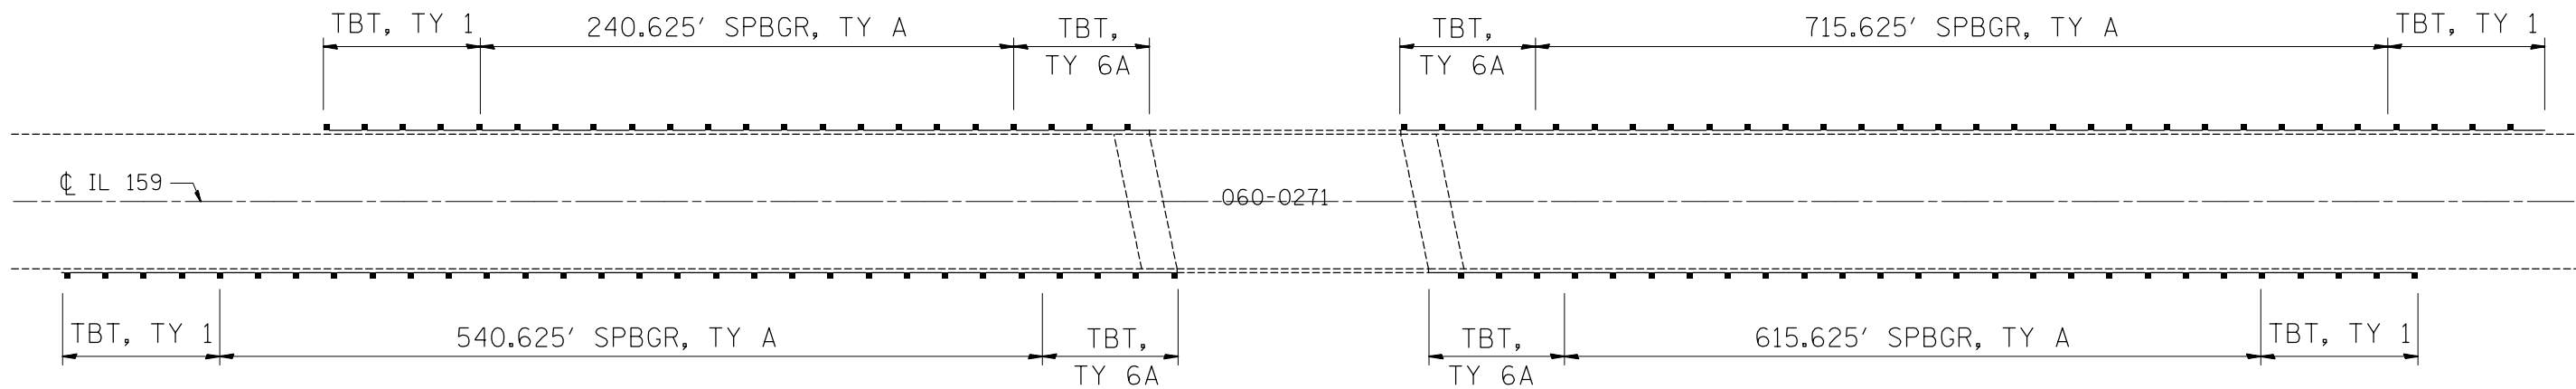 TBT, TY 1
240.625' SPBGR, TY A
TBT,
TY 6A
TBT,
TY 6A
715.625' SPBGR, TY A
TBT, TY 1
℄ IL 159
060-0271
TBT, TY 1
540.625' SPBGR, TY A
TBT,
TY 6A
TBT,
TY 6A
615.625' SPBGR, TY A
TBT, TY 1